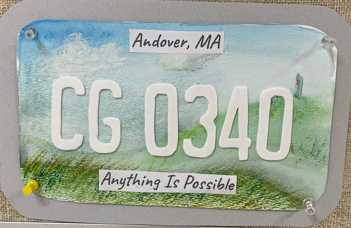 Andover, MA
CG 0340
Anything Is Possible